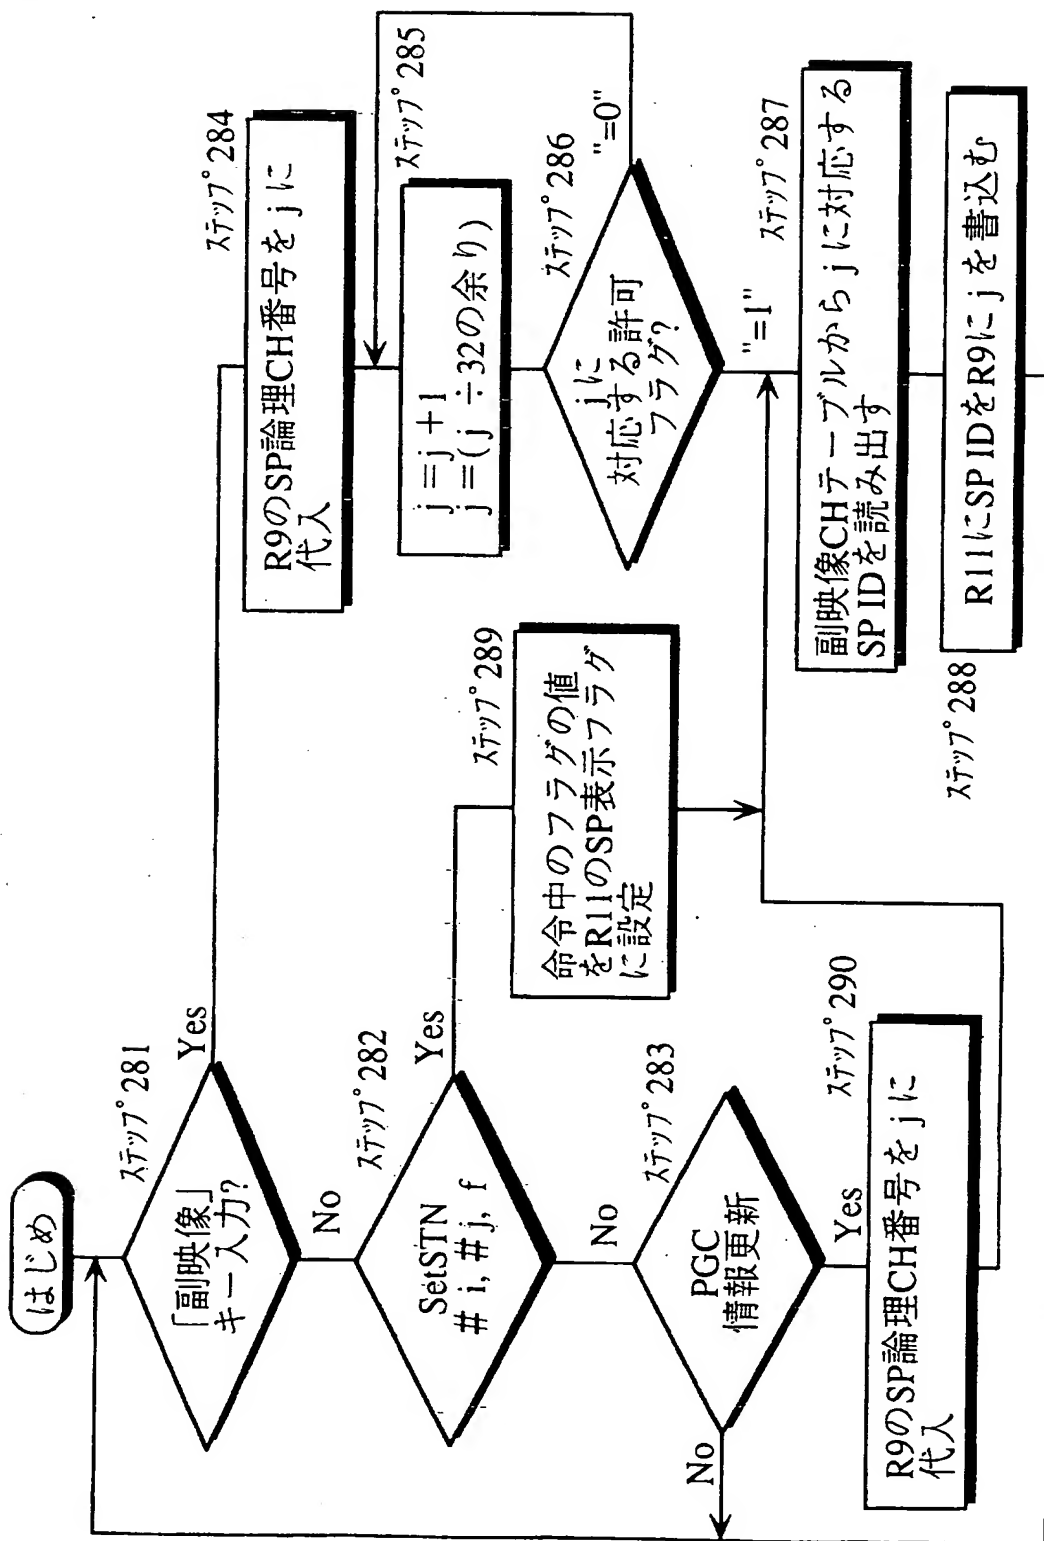 はじめ
ステップ281
「副映像」
キー入力?
Yes
No
ステップ282
SetSTN
# i, # j, f
Yes
No
ステップ283
PGC
情報更新
No
Yes
ステップ290
R9のSP論理CH番号をjに
代入
ステップ289
命令中のフラグの値
をR11のSP表示フラグ
に設定
ステップ284
R9のSP論理CH番号をjに
代入
ステップ285
j =j +1
j =(j ÷32の余り)
ステップ286
jに
対応する許可
フラグ?
"=0"
"=1"
ステップ287
副映像CHテーブルからjに対応する
SP IDを読み出す
ステップ288
R11にSP IDをR9にjを書込む